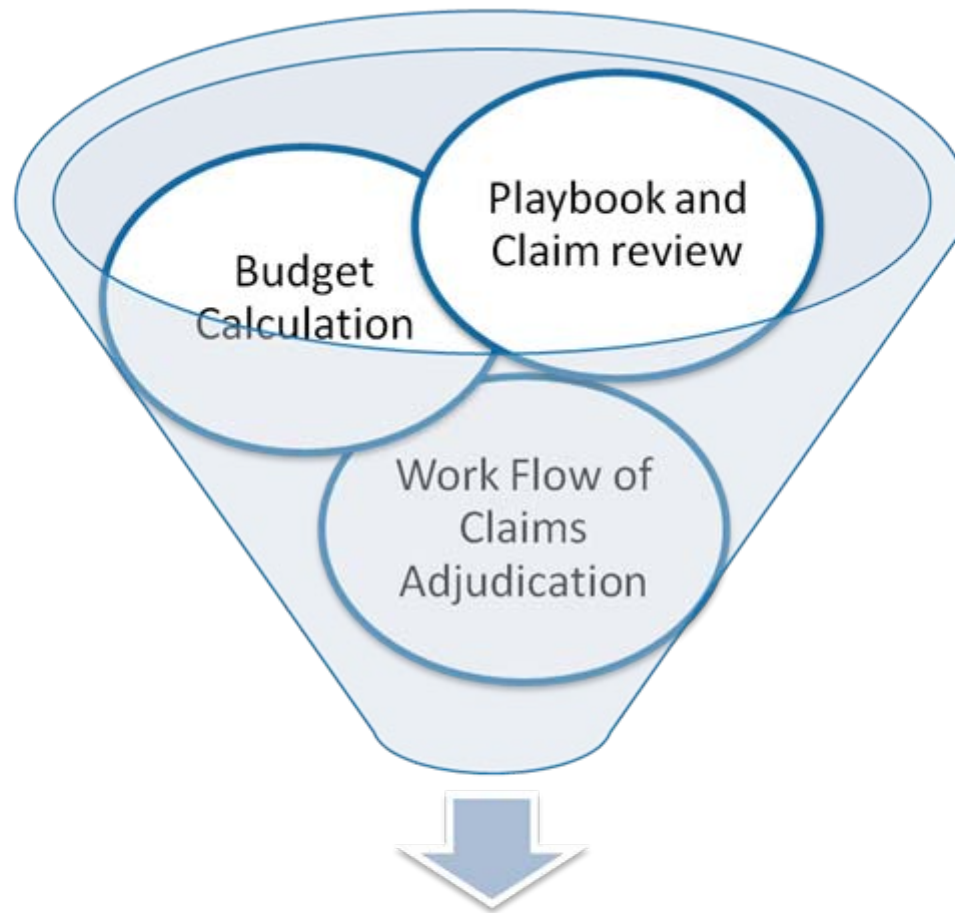 Playbook and
Claim review
Budget
Calculation
Work Flow of
Claims
Adjudication